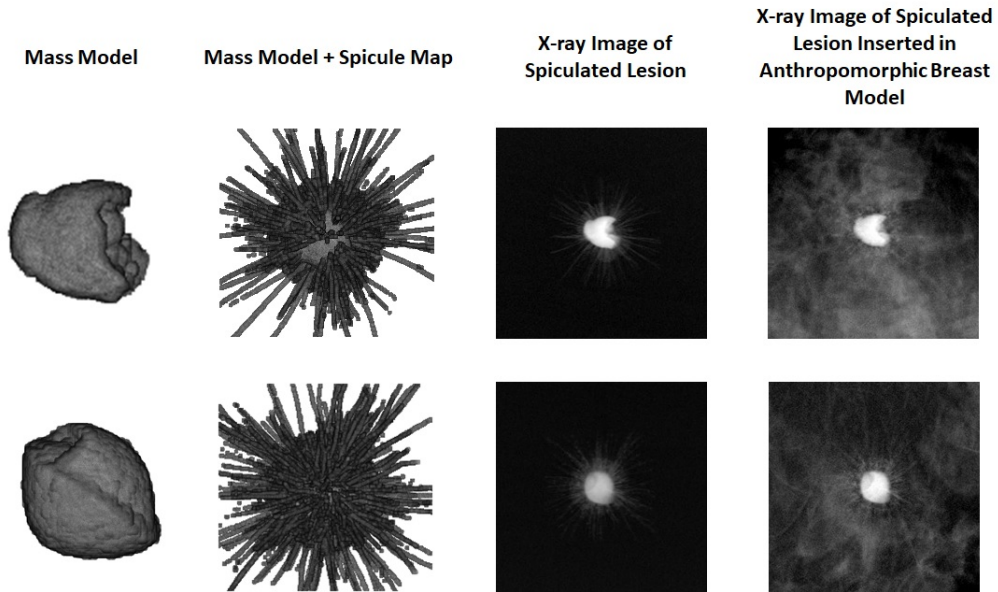 Mass Model
Mass Model + Spicule Map
X-ray Image of
Spiculated Lesion
X-ray Image of Spiculated
Lesion Inserted in
Anthropomorphic Breast
Model